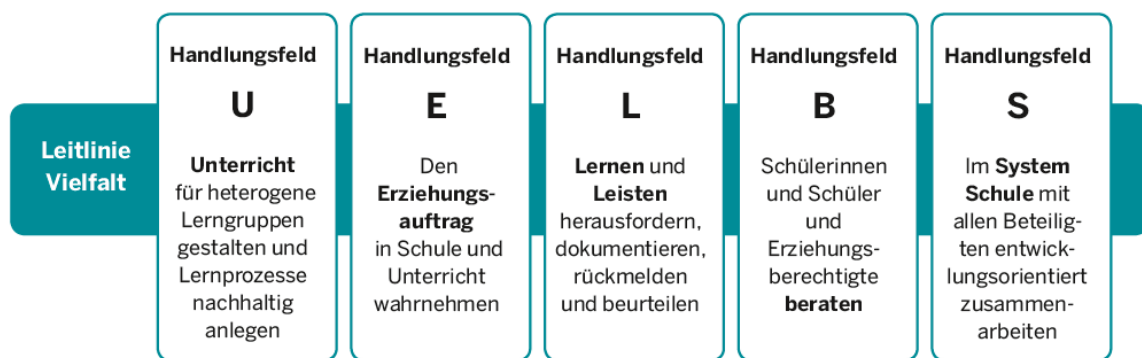 Leitlinie
Vielfalt
Handlungsfeld
U
Unterricht
für heterogene
Lerngruppen
gestalten und
Lernprozesse
nachhaltig
anlegen
Handlungsfeld
E
Den
Erziehungs-
auftrag
in Schule und
Unterricht
wahrnehmen
Handlungsfeld
L
Lernen und
Leisten
herausfordern,
dokumentieren,
rückmelden
und beurteilen
Handlungsfeld
B
Schülerinnen
und Schüler
und
Erziehungs-
berechtigte
beraten
Handlungsfeld
S
Im System
Schule mit
allen Beteilig-
ten entwick-
lungsorientiert
zusammen-
arbeiten